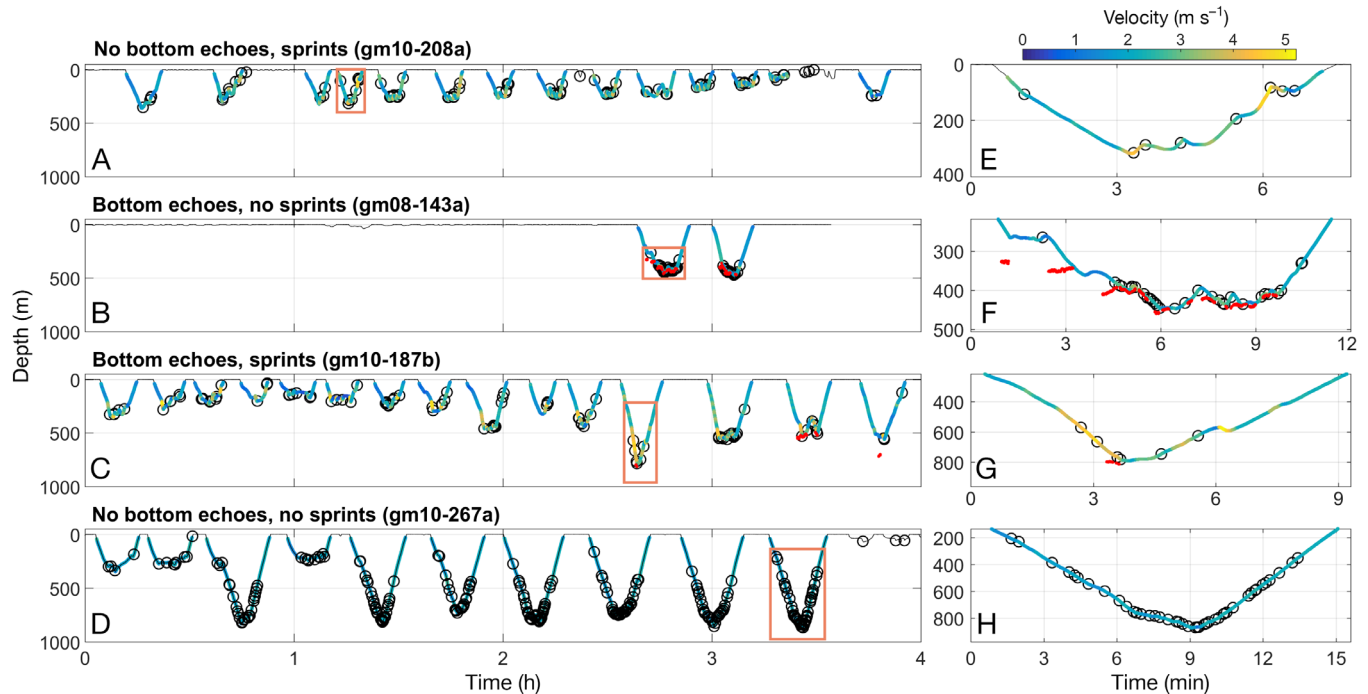 Velocity (m s⁻¹)
0 1 2 3 4 5
No bottom echoes, sprints (gm10-208a)
0
500
1000
A
0
200
400
3 6
E
Bottom echoes, no sprints (gm08-143a)
0
500
1000
B
300
400
500
0 3 6 9 12
F
Bottom echoes, sprints (gm10-187b)
0
500
1000
C
400
600
800
0 3 6 9
G
No bottom echoes, no sprints (gm10-267a)
0
500
1000
D
0 1 2 3 4
200
400
600
800
0 3 6 9 12 15
H
Depth (m)
Time (h)
Time (min)